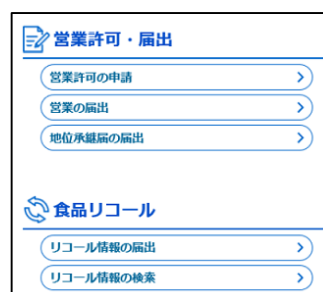 営業許可・届出
営業許可の申請
営業の届出
地位承継届の届出
食品リコール
リコール情報の届出
リコール情報の検索